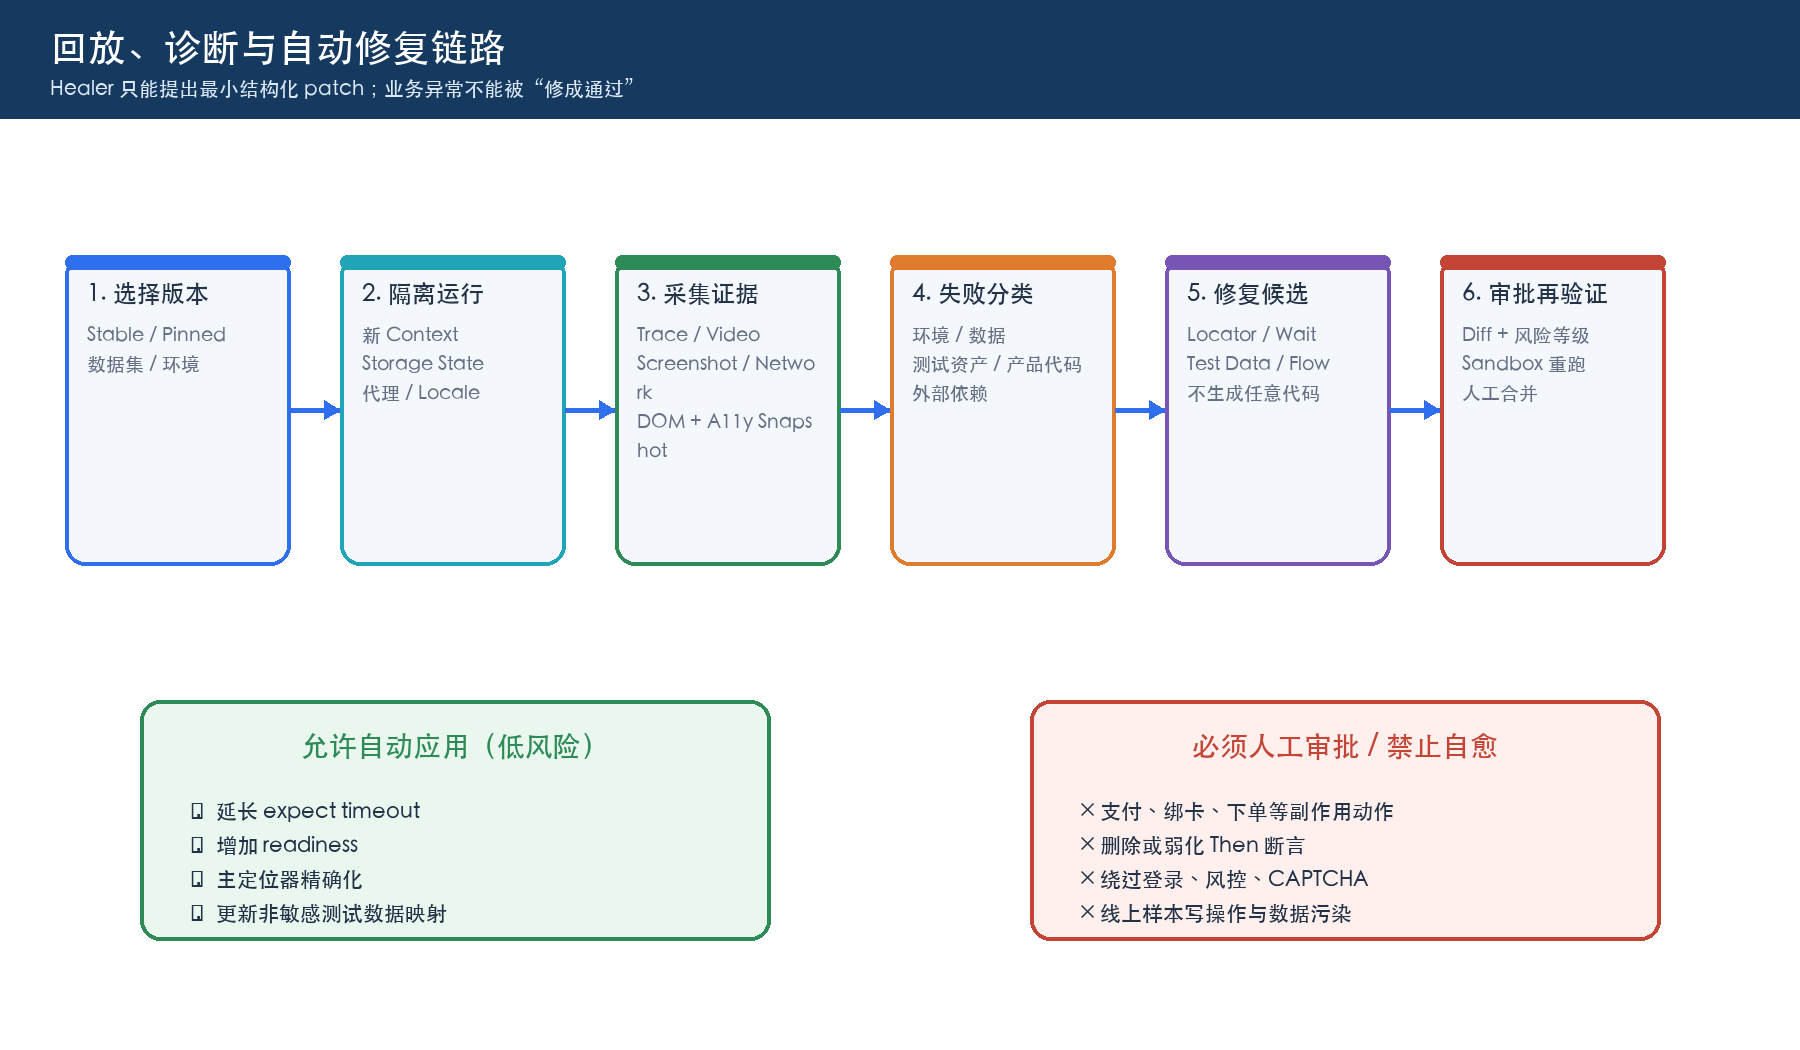 回放、诊断与自动修复链路
Healer 只能提出最小结构化 patch；业务异常不能被“修成通过”
1. 选择版本
Stable / Pinned
数据集 / 环境
2. 隔离运行
新 Context
Storage State
代理 / Locale
3. 采集证据
Trace / Video
Screenshot / Netwo
rk
DOM + A11y Snaps
hot
4. 失败分类
环境 / 数据
测试资产 / 产品代码
外部依赖
5. 修复候选
Locator / Wait
Test Data / Flow
不生成任意代码
6. 审批再验证
Diff + 风险等级
Sandbox 重跑
人工合并
允许自动应用（低风险）
延长 expect timeout
增加 readiness
主定位器精确化
更新非敏感测试数据映射
必须人工审批 / 禁止自愈
× 支付、绑卡、下单等副作用动作
× 删除或弱化 Then 断言
× 绕过登录、风控、CAPTCHA
× 线上样本写操作与数据污染